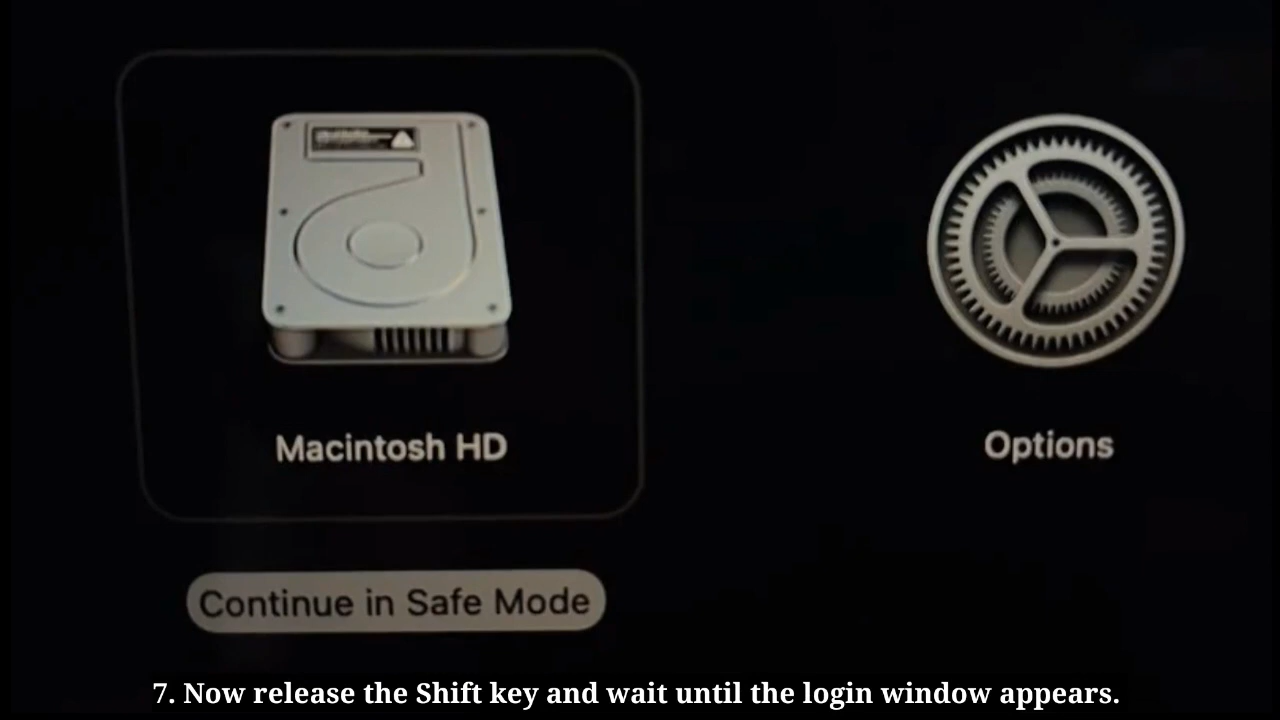 Macintosh HD
Options
Continue in Safe Mode
7. Now release the Shift key and wait until the login window appears.